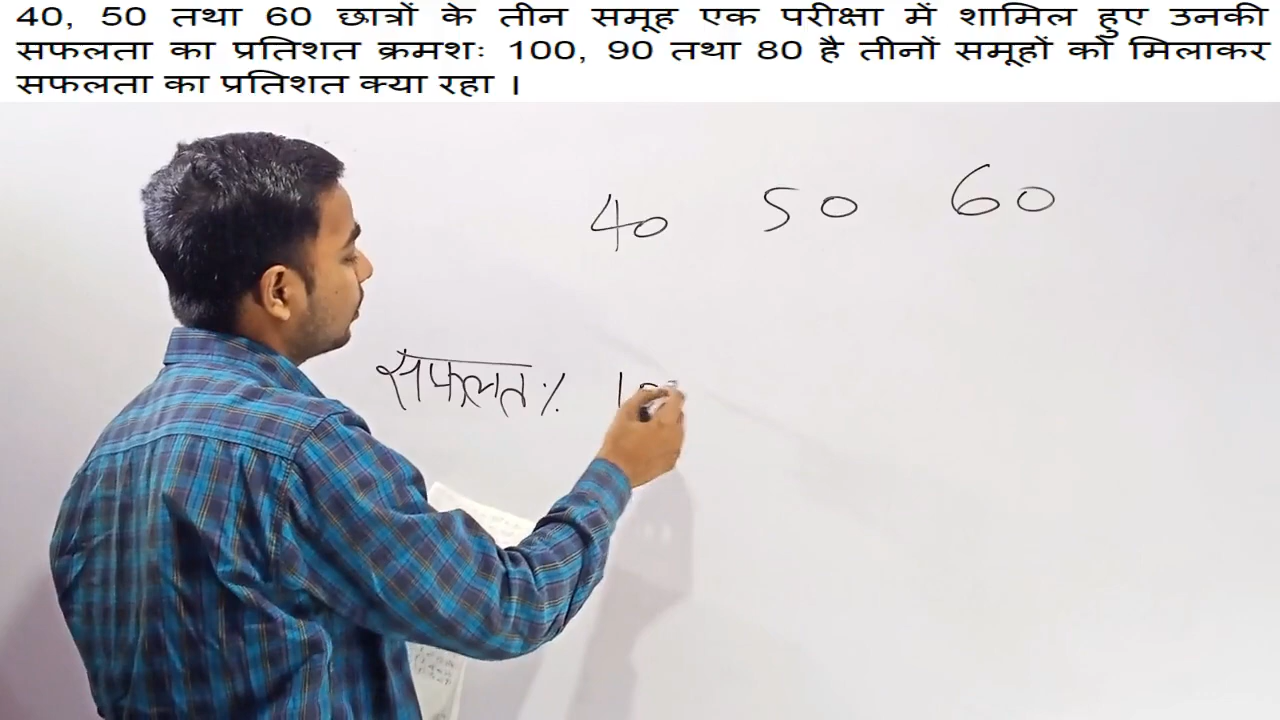 40, 50 तथा 60 छात्रों के तीन समूह एक परीक्षा में शामिल हुए उनकी
सफलता का प्रतिशत क्रमशः 100, 90 तथा 80 है तीनों समूहों को मिलाकर
सफलता का प्रतिशत क्या रहा ।
40 50 60
सफलत %